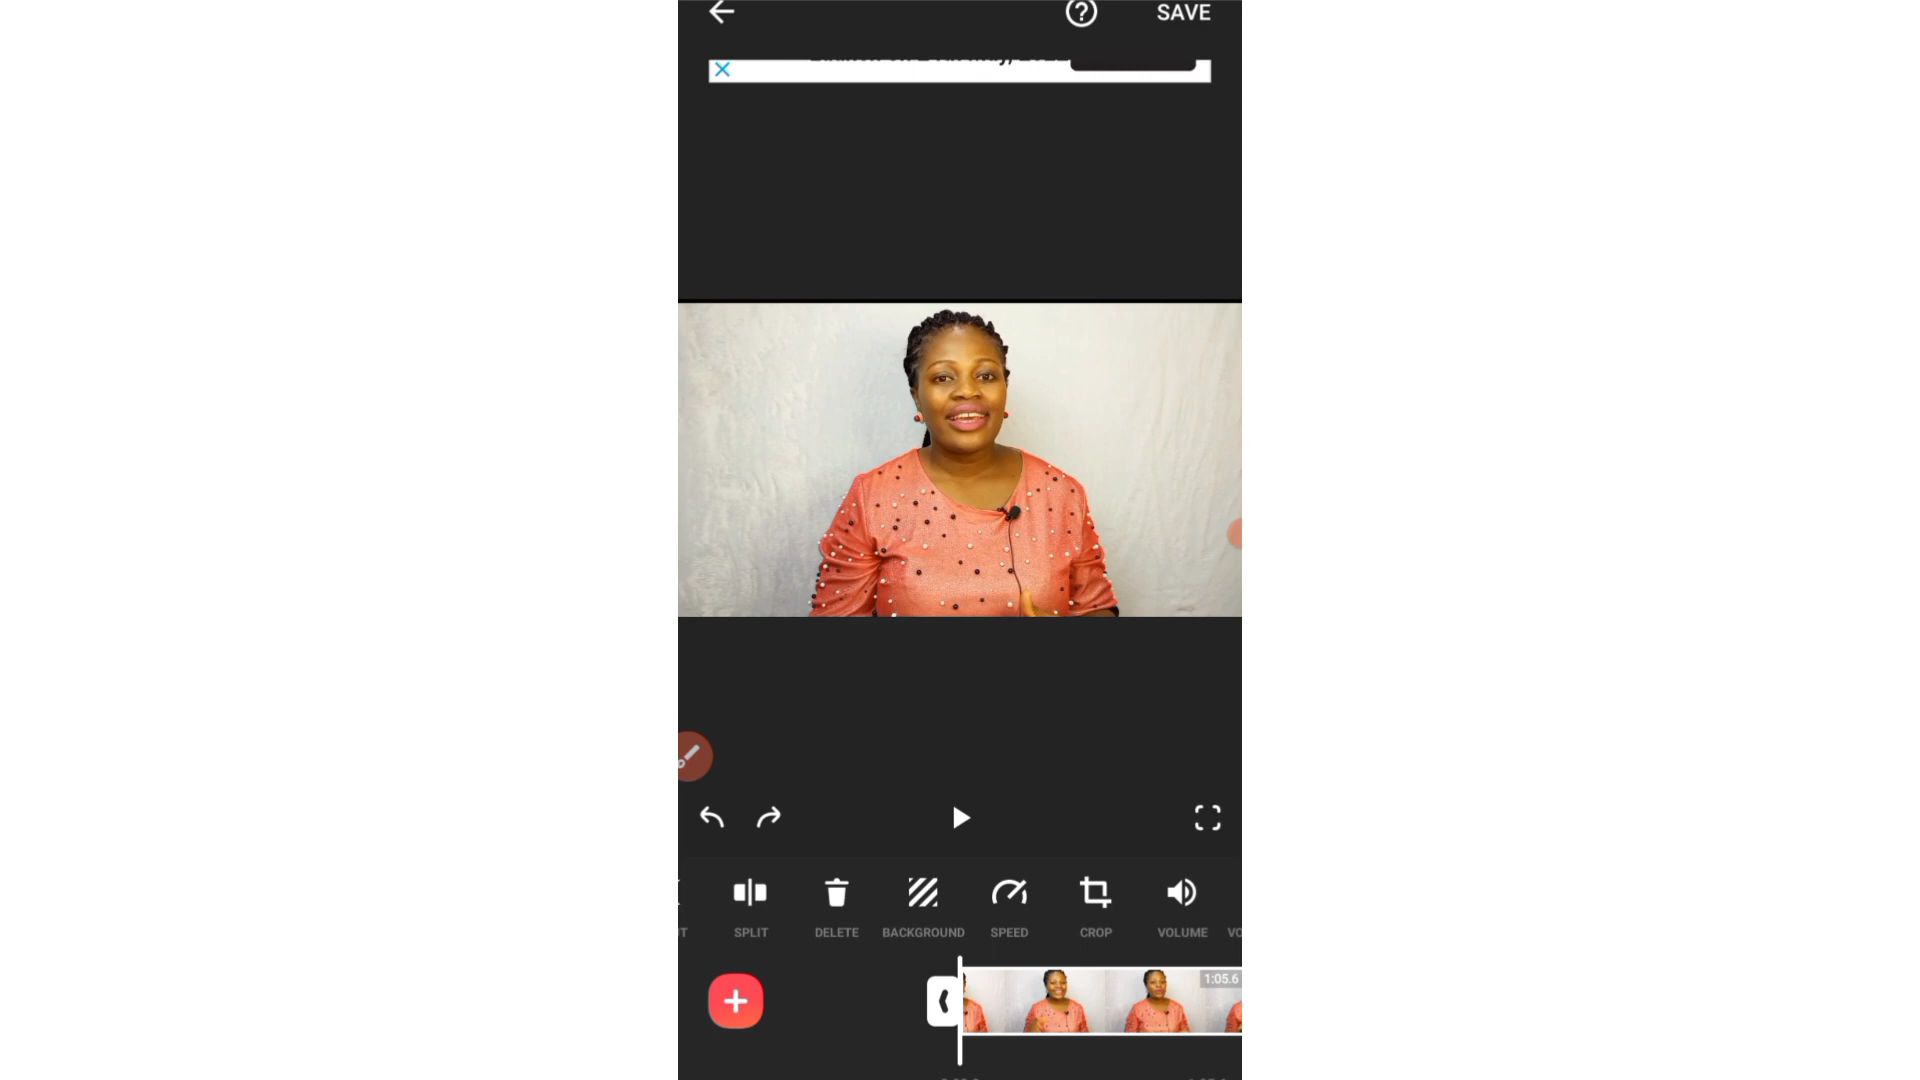 SAVE
SPLIT
DELETE
BACKGROUND
SPEED
CROP
VOLUME
1:05.6